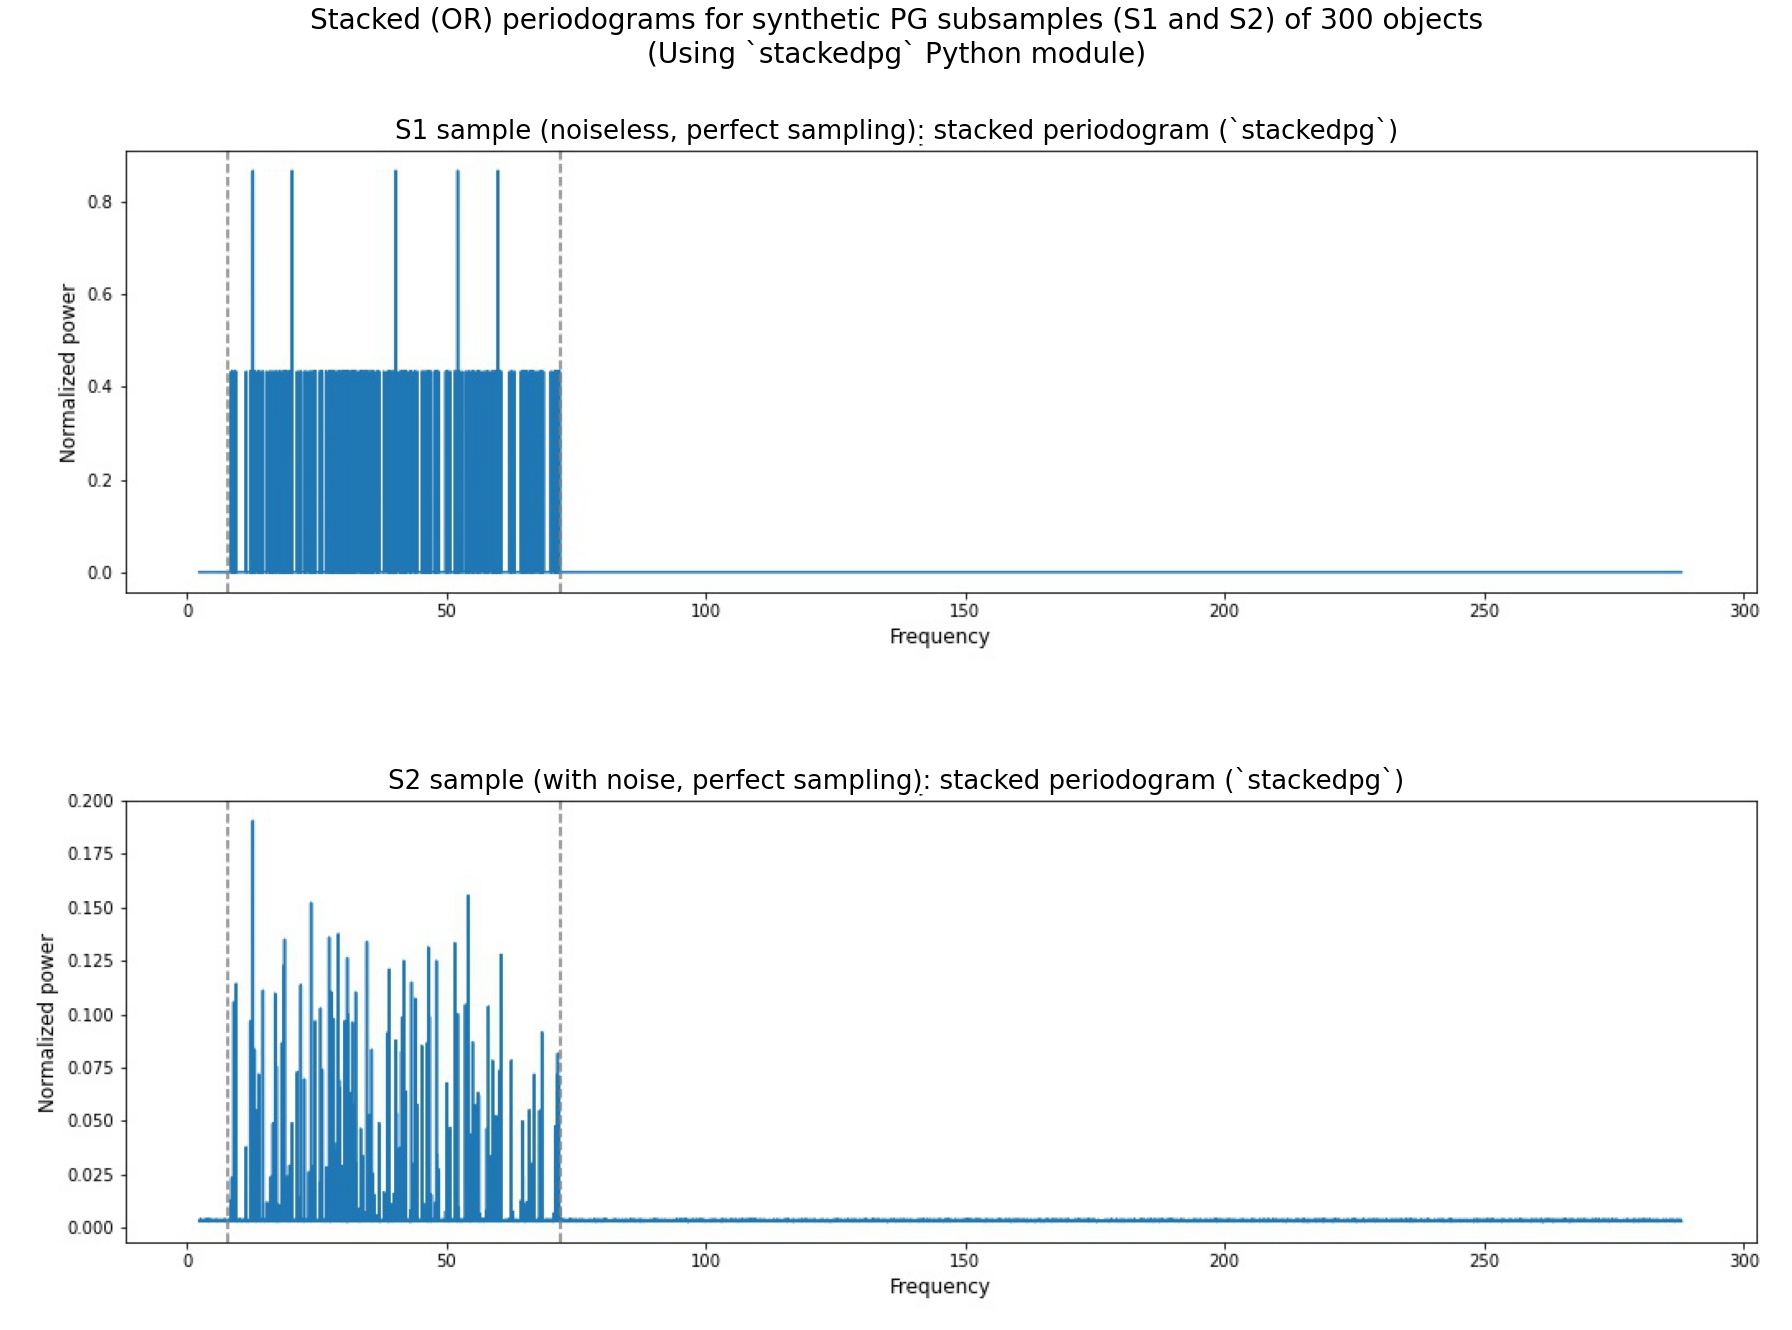 Stacked (OR) periodograms for synthetic PG subsamples (S1 and S2) of 300 objects
(Using `stackedpg` Python module)
S1 sample (noiseless, perfect sampling): stacked periodogram (`stackedpg`)
Normalized power
0.8
0.6
0.4
0.2
0.0
0 50 100 150 200 250 300
Frequency
S2 sample (with noise, perfect sampling): stacked periodogram (`stackedpg`)
Normalized power
0.200
0.175
0.150
0.125
0.100
0.075
0.050
0.025
0.000
0 50 100 150 200 250 300
Frequency